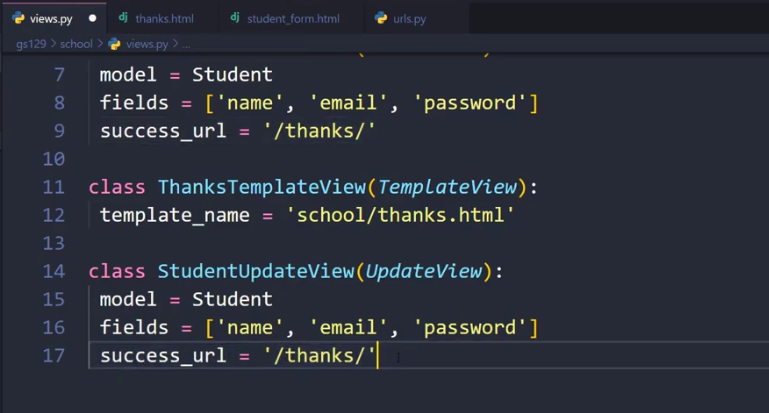 views.py thanks.html student_form.html urls.py
gs129 > school > views.py > ...
7 model = Student
8 fields = ['name', 'email', 'password']
9 success_url = '/thanks/'
10
11 class ThanksTemplateView(TemplateView):
12 template_name = 'school/thanks.html'
13
14 class StudentUpdateView(UpdateView):
15 model = Student
16 fields = ['name', 'email', 'password']
17 success_url = '/thanks/'